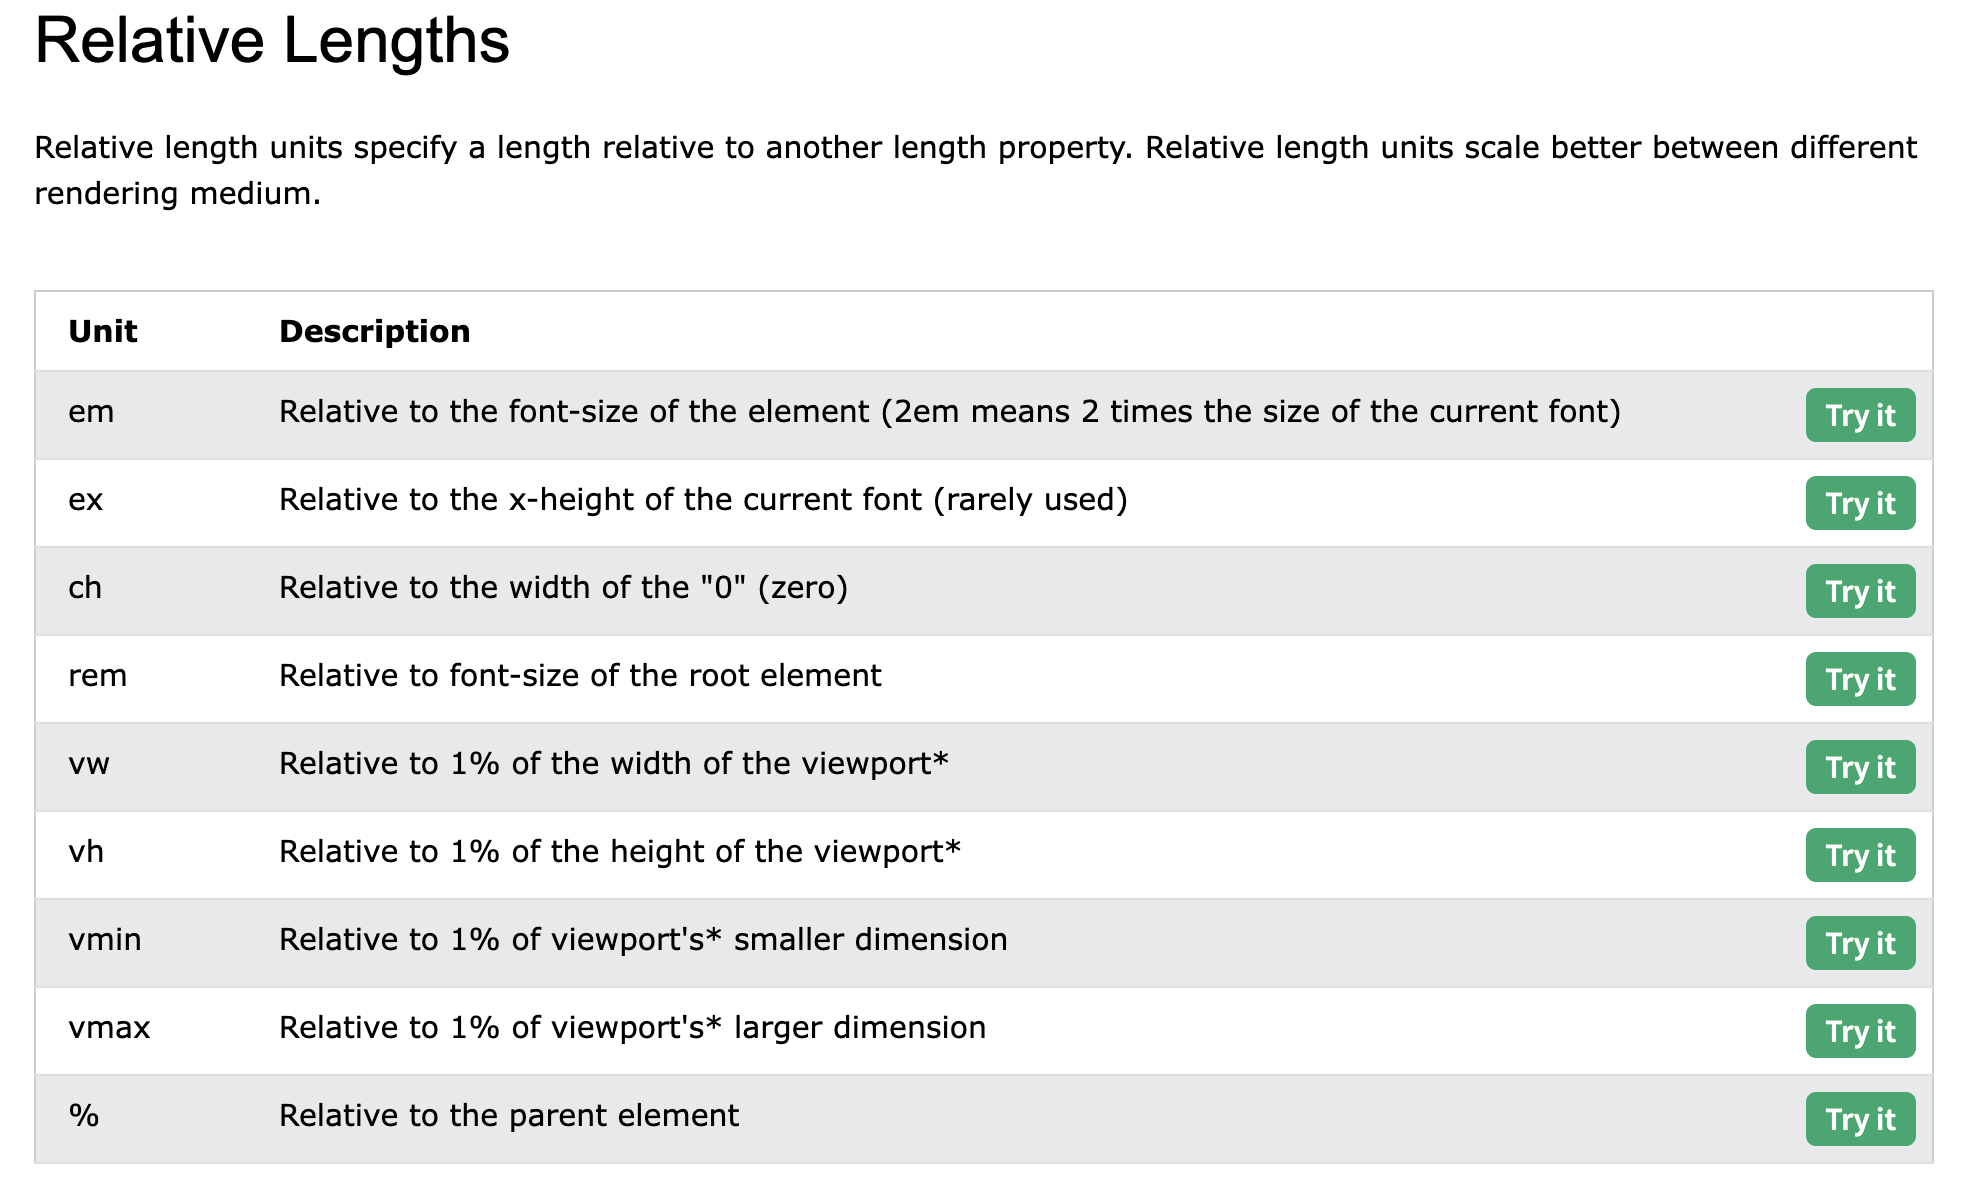 Relative Lengths
Relative length units specify a length relative to another length property. Relative length units scale better between different
rendering medium.
Unit Description
em Relative to the font-size of the element (2em means 2 times the size of the current font) Try it
ex Relative to the x-height of the current font (rarely used) Try it
ch Relative to the width of the "0" (zero) Try it
rem Relative to font-size of the root element Try it
vw Relative to 1% of the width of the viewport* Try it
vh Relative to 1% of the height of the viewport* Try it
vmin Relative to 1% of viewport's* smaller dimension Try it
vmax Relative to 1% of viewport's* larger dimension Try it
% Relative to the parent element Try it